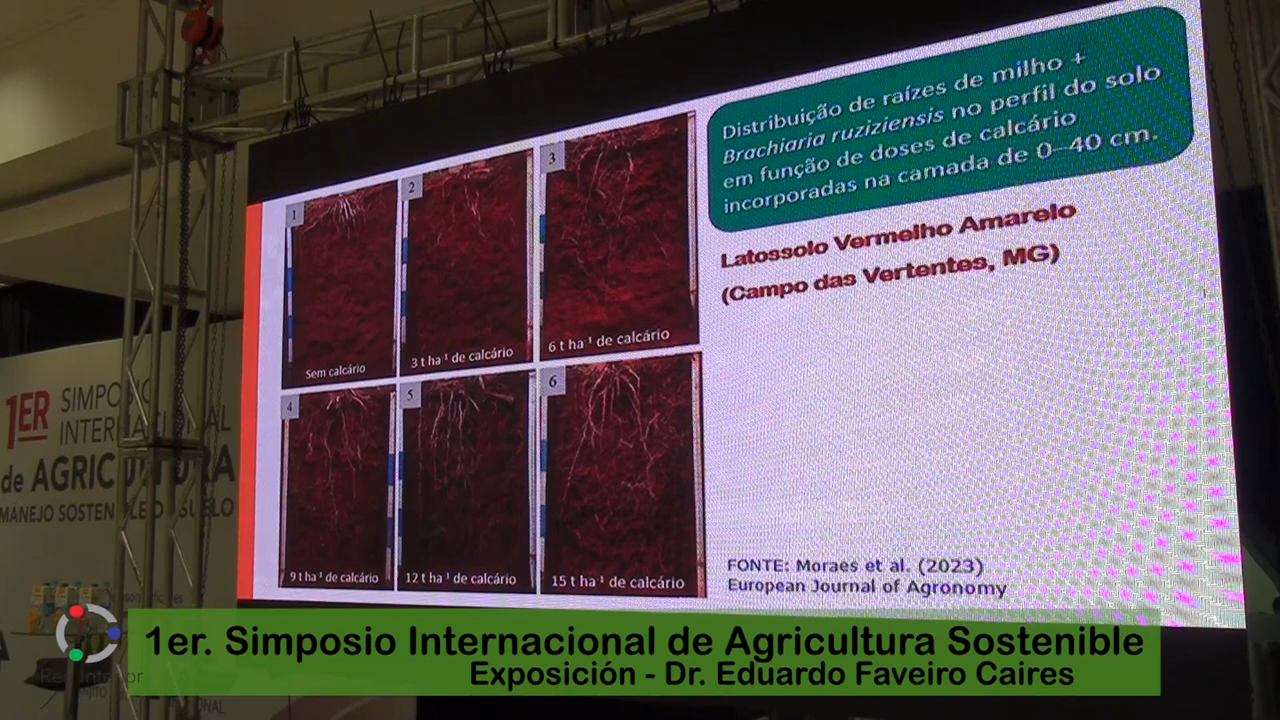 Distribuição de raízes de milho +
Brachiaria ruziziensis no perfil do solo
em função de doses de calcário
incorporadas na camada de 0–40 cm.
Latossolo Vermelho Amarelo
(Campo das Vertentes, MG)
1
Sem calcário
2
3 t ha⁻¹ de calcário
3
6 t ha⁻¹ de calcário
4
9 t ha⁻¹ de calcário
5
12 t ha⁻¹ de calcário
6
15 t ha⁻¹ de calcário
FONTE: Moraes et al. (2023)
European Journal of Agronomy
1ER SIMPOSIO
INTERNACIONAL
de AGRICULTURA
MANEJO SOSTENIBLE D SUELO
1er. Simposio Internacional de Agricultura Sostenible
Exposición - Dr. Eduardo Faveiro Caires